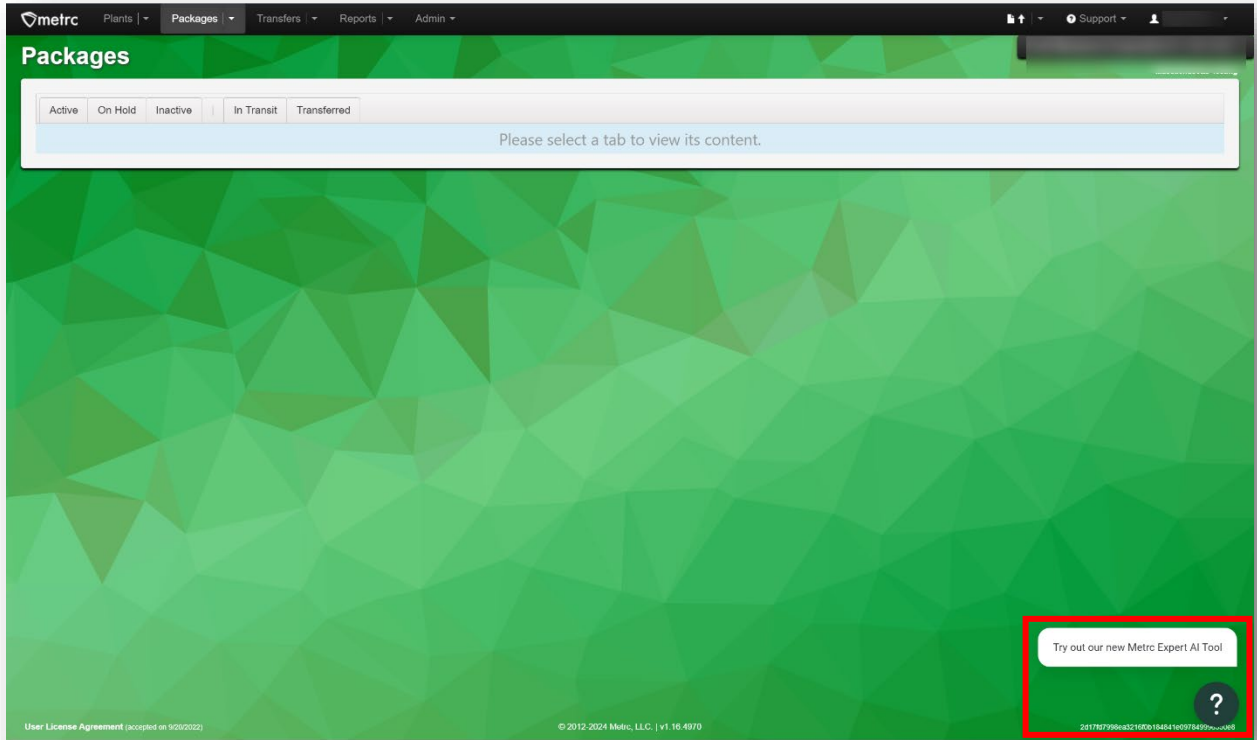 metrc Plants Packages Transfers Reports Admin Support
Packages
Active On Hold Inactive In Transit Transferred
Please select a tab to view its content.
Try out our new Metrc Expert AI Tool
?
User License Agreement (accepted on 9/20/2022) © 2012-2024 Metrc, LLC. | v1.16.4970